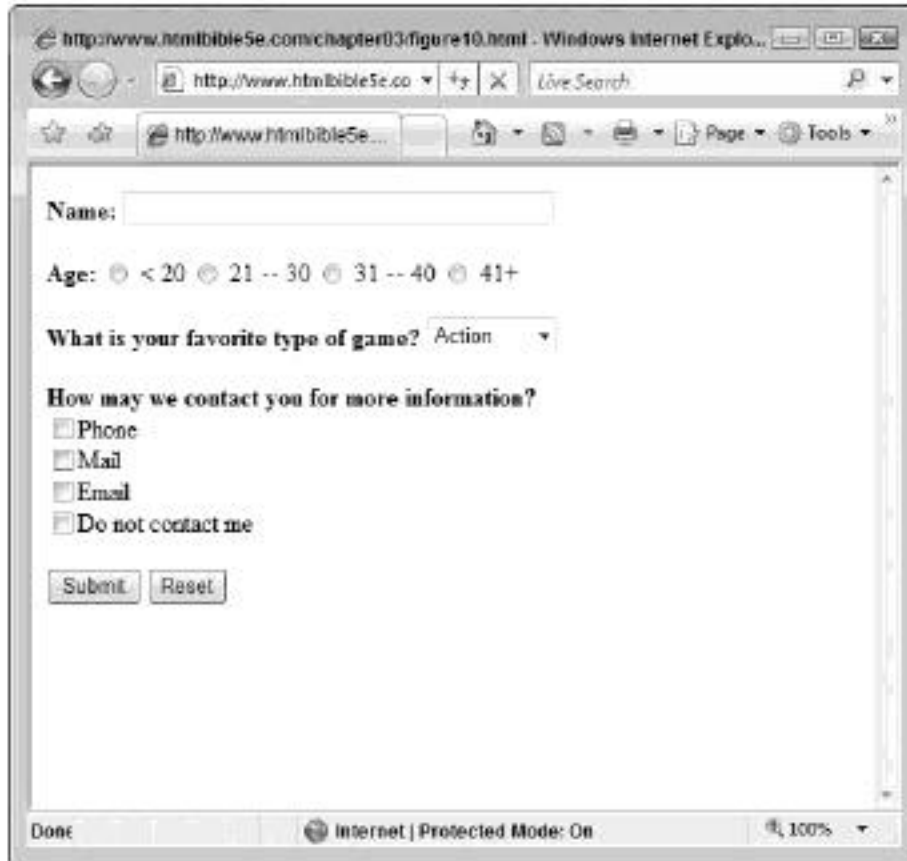 http://www.htmlbible5e.com/chapter03/figure10.html - Windows Internet Explo...
http://www.htmlbible5e.co
Live Search
http://www.htmlbible5e....
Page
Tools
Name:
Age: < 20 21 -- 30 31 -- 40 41+
What is your favorite type of game? Action
How may we contact you for more information?
Phone
Mail
Email
Do not contact me
Submit Reset
Done Internet | Protected Mode: On 100%